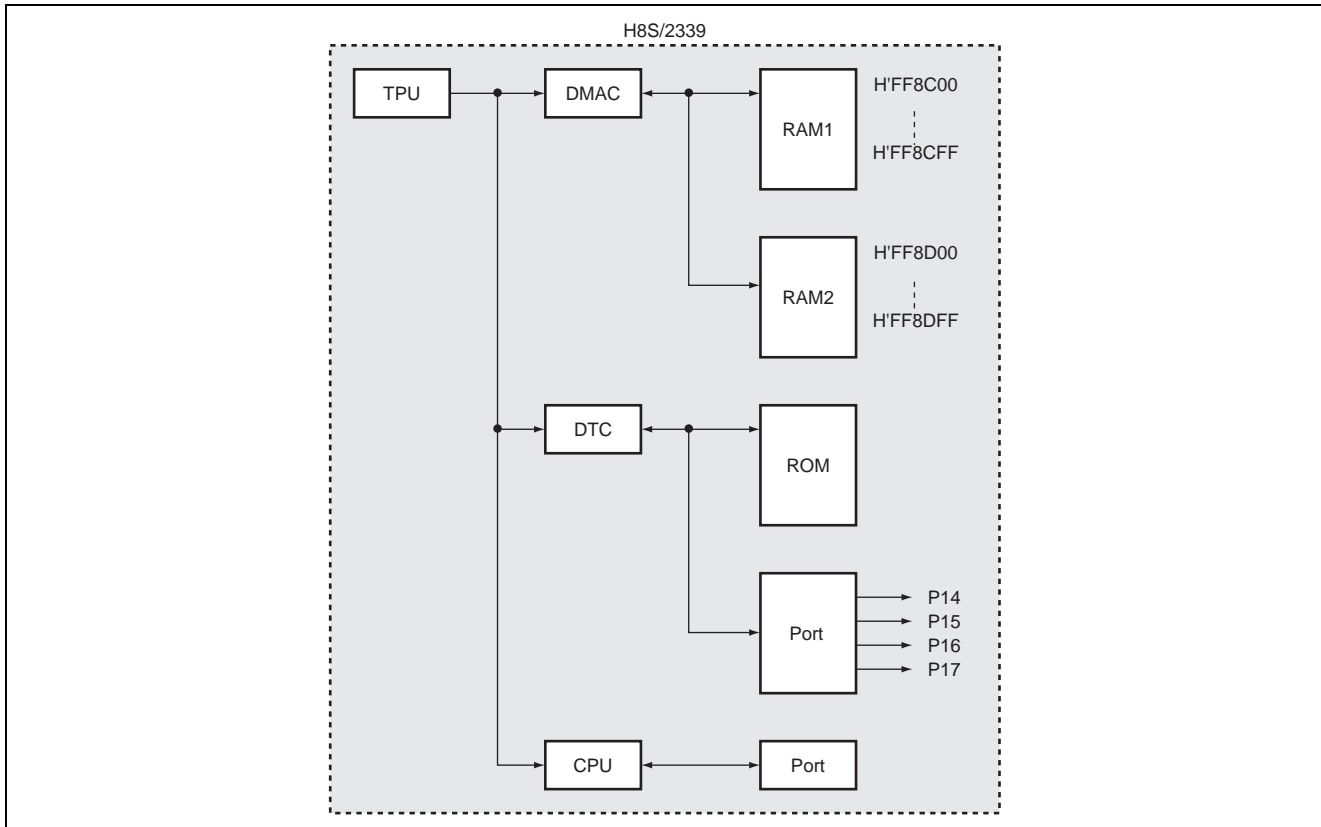 H8S/2339
TPU
DMAC
RAM1
H'FF8C00
H'FF8CFF
RAM2
H'FF8D00
H'FF8DFF
DTC
ROM
Port
P14
P15
P16
P17
CPU
Port